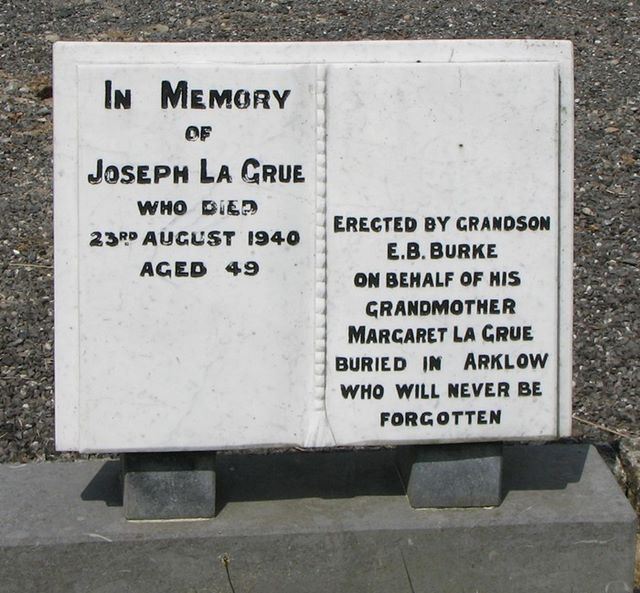 IN MEMORY
OF
JOSEPH LA GRUE
WHO DIED
23RD AUGUST 1940
AGED 49
ERECTED BY GRANDSON
E.B. BURKE
ON BEHALF OF HIS
GRANDMOTHER
MARGARET LA GRUE
BURIED IN ARKLOW
WHO WILL NEVER BE
FORGOTTEN